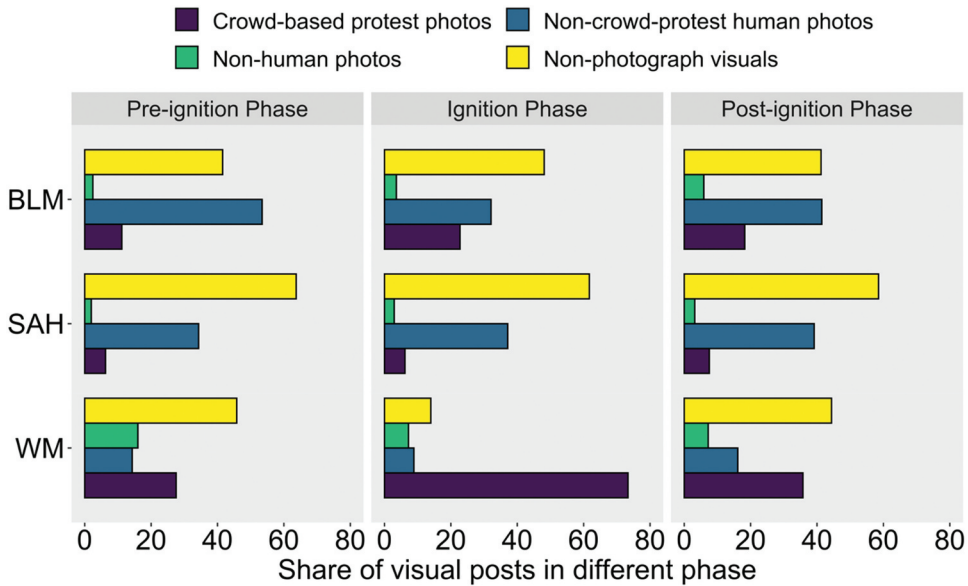 Crowd-based protest photos
Non-crowd-protest human photos
Non-human photos
Non-photograph visuals
Pre-ignition Phase
Ignition Phase
Post-ignition Phase
BLM
SAH
WM
0 20 40 60 80 0 20 40 60 80 0 20 40 60 80
Share of visual posts in different phase